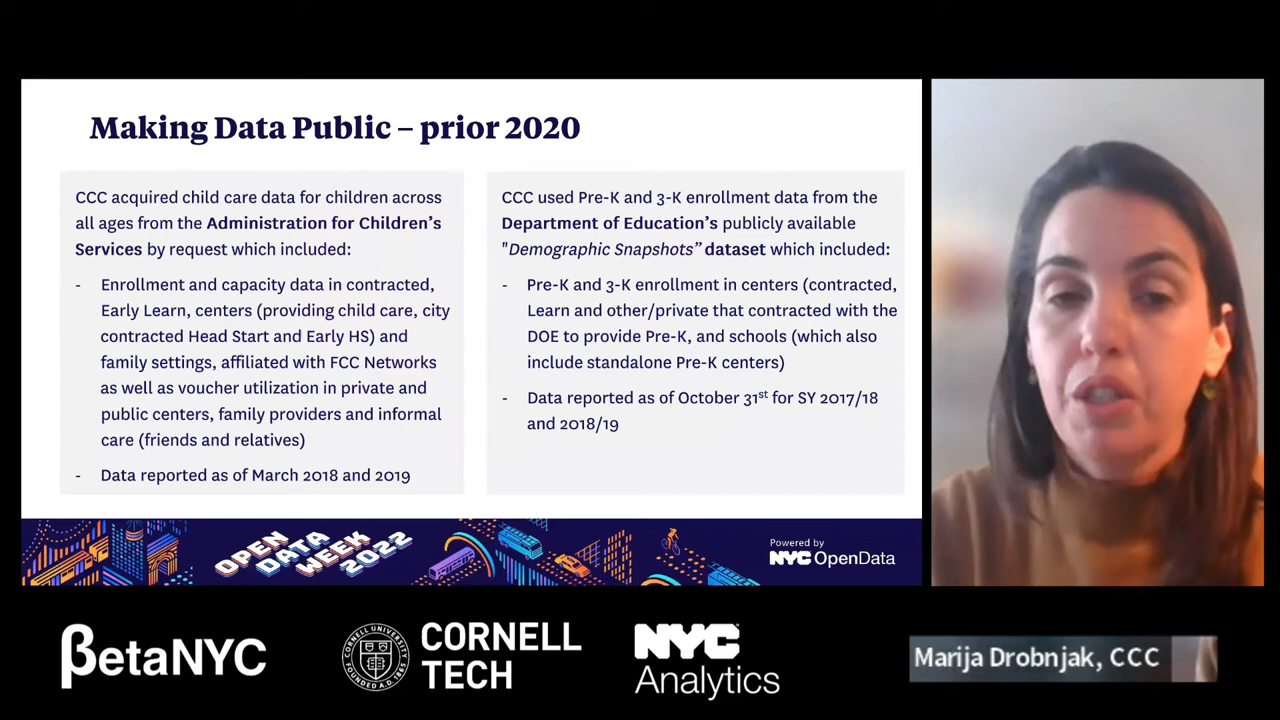 Making Data Public – prior 2020
CCC acquired child care data for children across
all ages from the Administration for Children's
Services by request which included:
- Enrollment and capacity data in contracted,
Early Learn, centers (providing child care, city
contracted Head Start and Early HS) and
family settings, affiliated with FCC Networks
as well as voucher utilization in private and
public centers, family providers and informal
care (friends and relatives)
- Data reported as of March 2018 and 2019
CCC used Pre-K and 3-K enrollment data from the
Department of Education's publicly available
"Demographic Snapshots” dataset which included:
- Pre-K and 3-K enrollment in centers (contracted,
Learn and other/private that contracted with the
DOE to provide Pre-K, and schools (which also
include standalone Pre-K centers)
- Data reported as of October 31st for SY 2017/18
and 2018/19
OPEN
DATA
WEEK
2022
Powered by
NYC OpenData
βetaNYC
CORNELL UNIVERSITY
FOUNDED A.D. 1865
CORNELL
TECH
NYC
Analytics
Marija Drobnjak, CCC